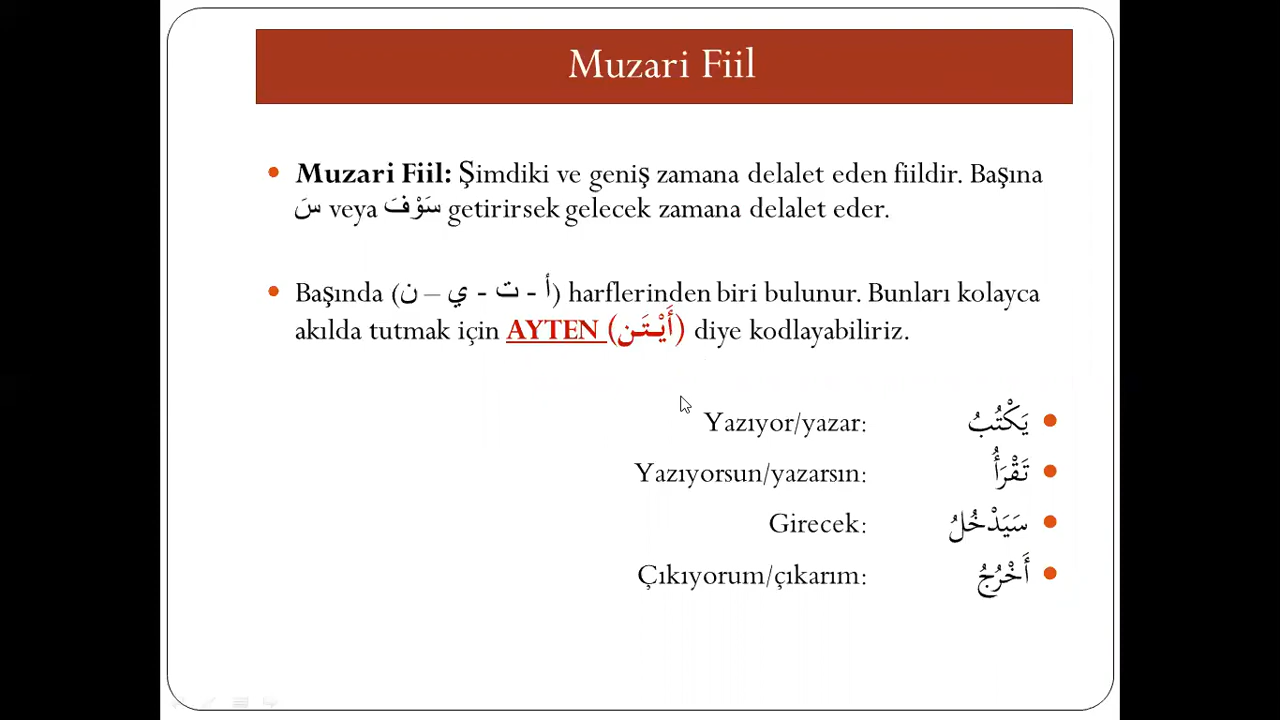 Muzari Fiil
• Muzari Fiil: Şimdiki ve geniş zamana delalet eden fiildir. Başına
سَ veya سَوْفَ getirirsek gelecek zamana delalet eder.
• Başında (أ - ت - ي – ن) harflerinden biri bulunur. Bunları kolayca
akılda tutmak için AYTEN (أَيْتَن) diye kodlayabiliriz.
• يَكْتُبُ Yazıyor/yazar:
• تَقْرَأُ Yazıyorsun/yazarsın:
• سَيَدْخُلُ Girecek:
• أَخْرُجُ Çıkıyorum/çıkarım: